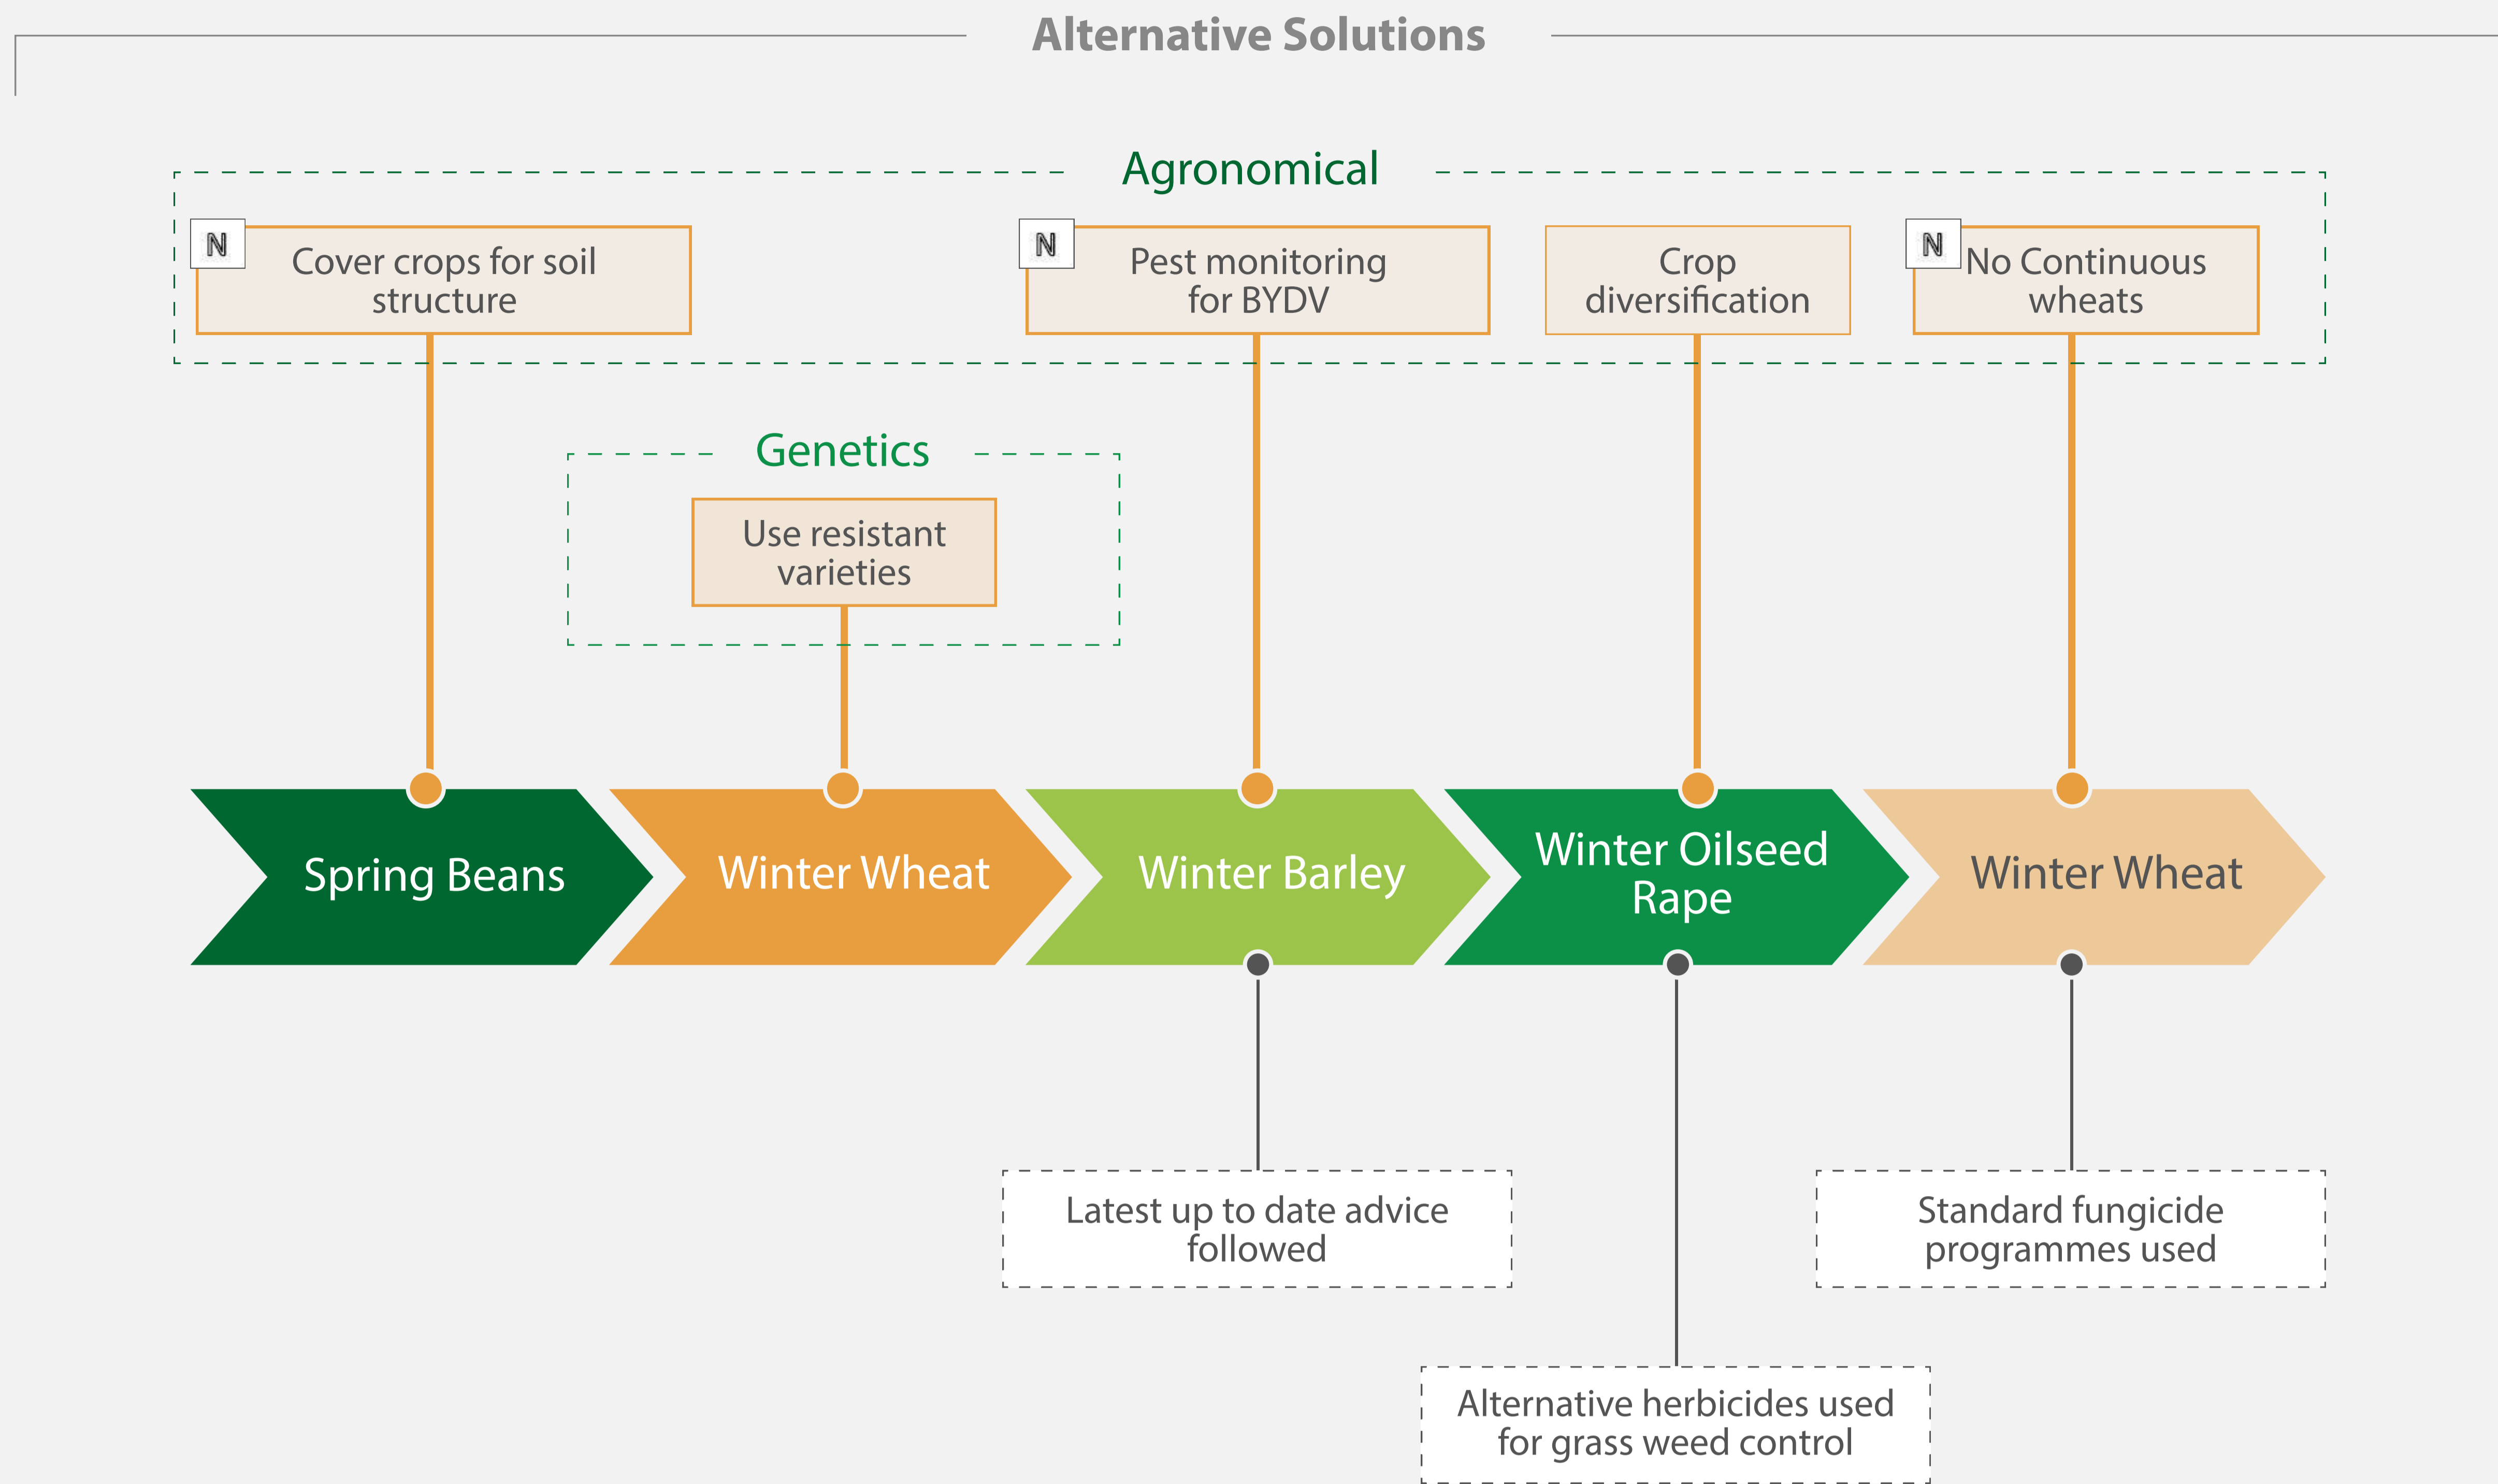 Alternative Solutions
Agronomical
N
Cover crops for soil
structure
N
Pest monitoring
for BYDV
Crop
diversification
N
No Continuous
wheats
Genetics
Use resistant
varieties
Spring Beans
Winter Wheat
Winter Barley
Winter Oilseed
Rape
Winter Wheat
Latest up to date advice
followed
Standard fungicide
programmes used
Alternative herbicides used
for grass weed control